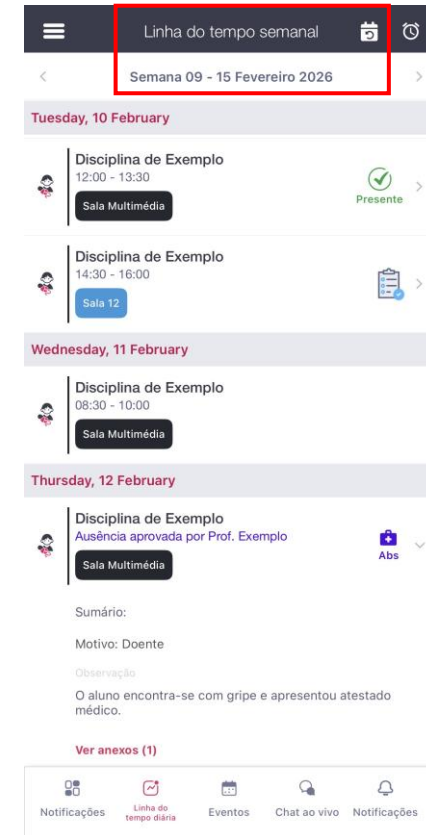 Linha do tempo semanal
Semana 09 - 15 Fevereiro 2026
Tuesday, 10 February
Disciplina de Exemplo
12:00 - 13:30
Sala Multimédia
Presente
Disciplina de Exemplo
14:30 - 16:00
Sala 12
Wednesday, 11 February
Disciplina de Exemplo
08:30 - 10:00
Sala Multimédia
Thursday, 12 February
Disciplina de Exemplo
Ausência aprovada por Prof. Exemplo
Sala Multimédia
Abs
Sumário:
Motivo: Doente
Observação
O aluno encontra-se com gripe e apresentou atestado
médico.
Ver anexos (1)
Notificações
Linha do
tempo diária
Eventos
Chat ao vivo
Notificações